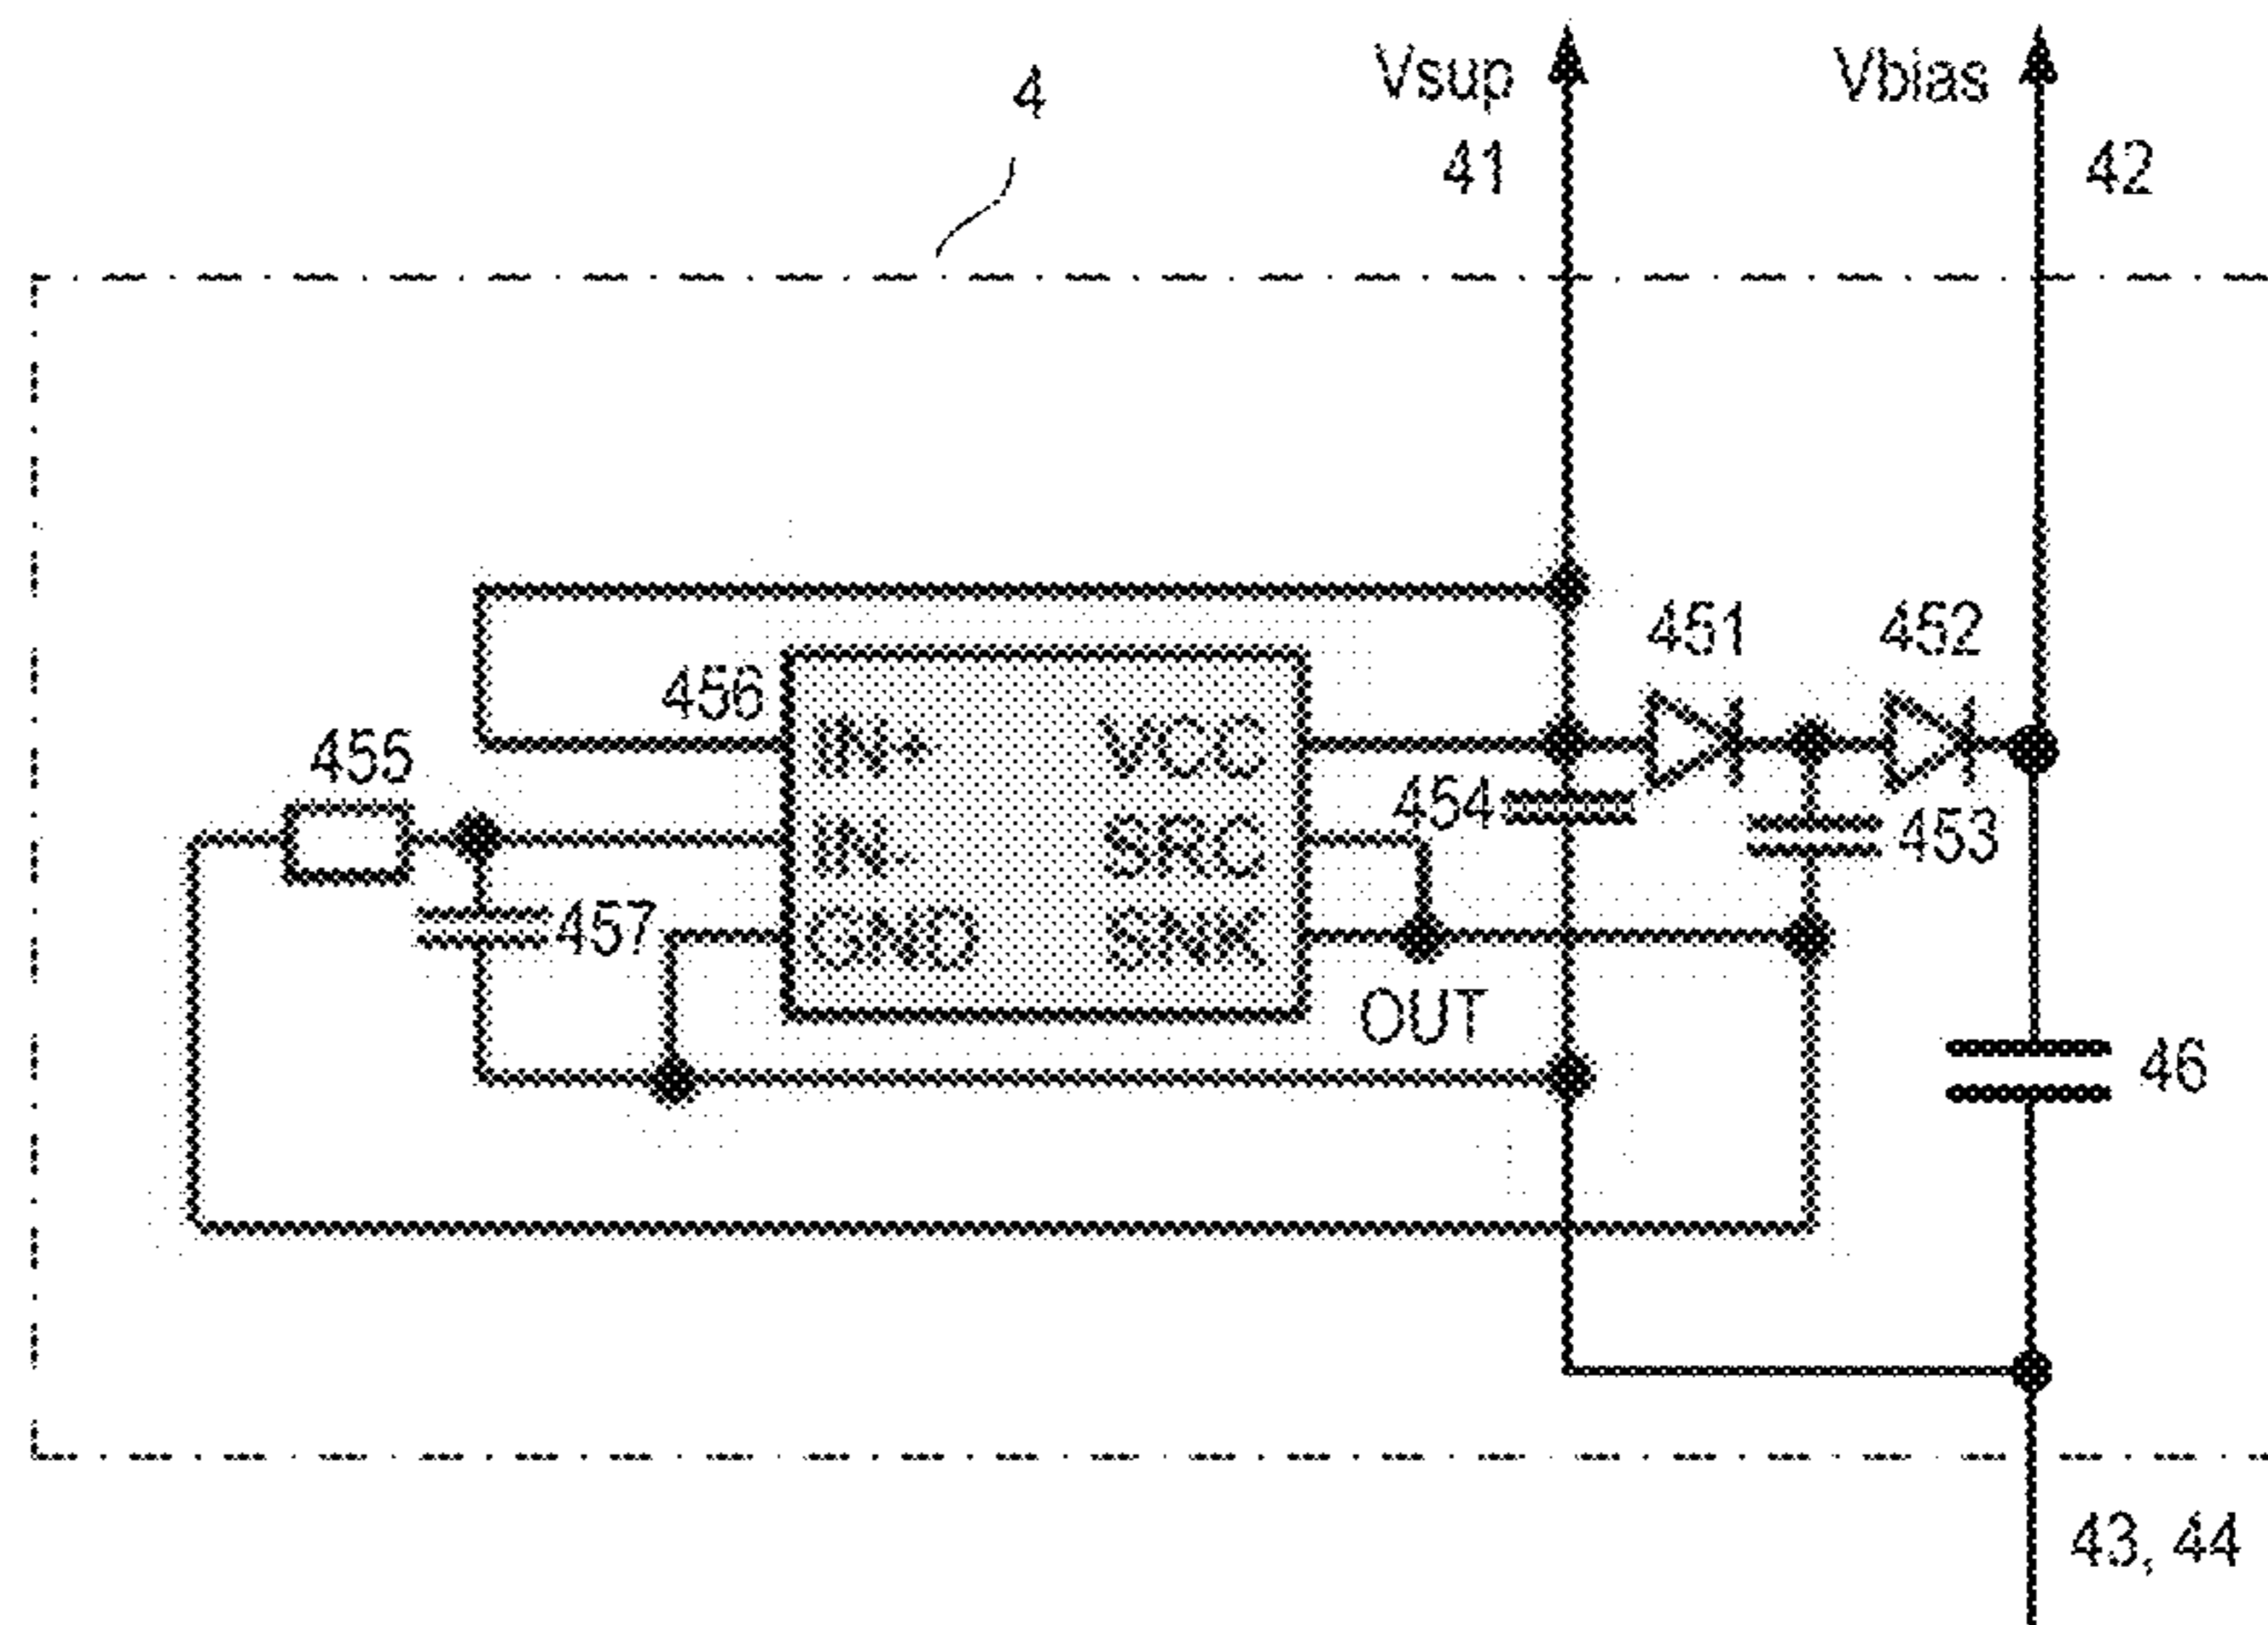 4
Vsup
Vbias
41
42
451
452
456
455
IN+
VCC
454
IN-
SRC
453
457
GND
SNK
OUT
46
43, 44